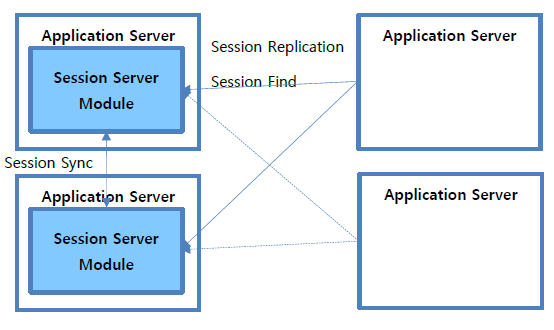 Application Server
Session Server
Module
Session Replication
Session Find
Application Server
Session Sync
Application Server
Session Server
Module
Application Server